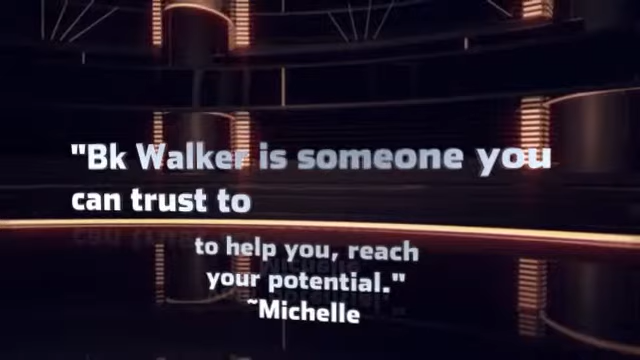 "Bk Walker is someone you
can trust to
to help you, reach
your potential."
~Michelle